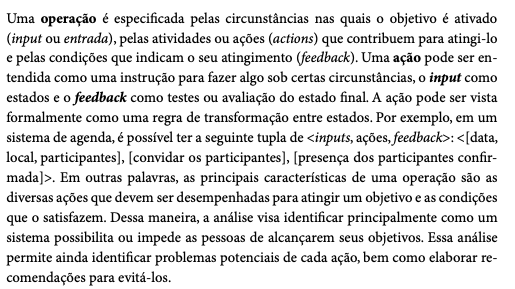 Uma operação é especificada pelas circunstâncias nas quais o objetivo é ativado
(input ou entrada), pelas atividades ou ações (actions) que contribuem para atingi-lo
e pelas condições que indicam o seu atingimento (feedback). Uma ação pode ser en-
tendida como uma instrução para fazer algo sob certas circunstâncias, o input como
estados e o feedback como testes ou avaliação do estado final. A ação pode ser vista
formalmente como uma regra de transformação entre estados. Por exemplo, em um
sistema de agenda, é possível ter a seguinte tupla de <inputs, ações, feedback>: <[data,
local, participantes], [convidar os participantes], [presença dos participantes confir-
mada]>. Em outras palavras, as principais características de uma operação são as
diversas ações que devem ser desempenhadas para atingir um objetivo e as condições
que o satisfazem. Dessa maneira, a análise visa identificar principalmente como um
sistema possibilita ou impede as pessoas de alcançarem seus objetivos. Essa análise
permite ainda identificar problemas potenciais de cada ação, bem como elaborar re-
comendações para evitá-los.